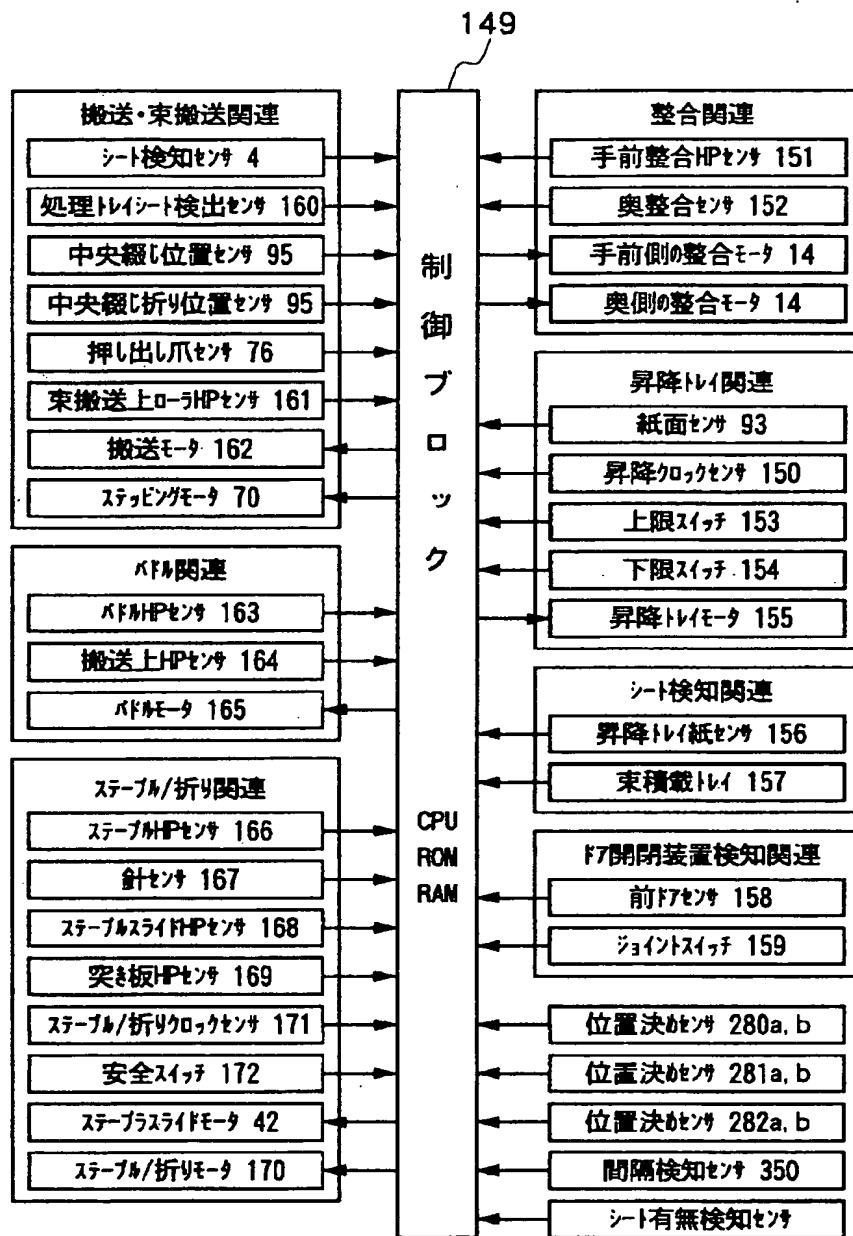 149
搬送・束搬送関連
シート検知センサ 4
処理トレイシート検出センサ 160
中央綴じ位置センサ 95
中央綴じ折り位置センサ 95
押し出し爪センサ 76
束搬送上ローラHPセンサ 161
搬送モータ 162
ステッピングモータ 70
パドル関連
パドルHPセンサ 163
搬送上HPセンサ 164
パドルモータ 165
ステープル/折り関連
ステープルHPセンサ 166
針センサ 167
ステープルスライドHPセンサ 168
突き板HPセンサ 169
ステープル/折りクロックセンサ 171
安全スイッチ 172
ステープラスライドモータ 42
ステープル/折りモータ 170
制御ブロック
CPU
RON
RAM
整合関連
手前整合HPセンサ 151
奥整合センサ 152
手前側の整合モータ 14
奥側の整合モータ 14
昇降トレイ関連
紙面センサ 93
昇降クロックセンサ 150
上限スイッチ 153
下限スイッチ 154
昇降トレイモータ 155
シート検知関連
昇降トレイ紙センサ 156
束積載トレイ 157
ドア開閉装置検知関連
前ドアセンサ 158
ジョイントスイッチ 159
位置決めセンサ 280a, b
位置決めセンサ 281a, b
位置決めセンサ 282a, b
間隔検知センサ 350
シート有無検知センサ